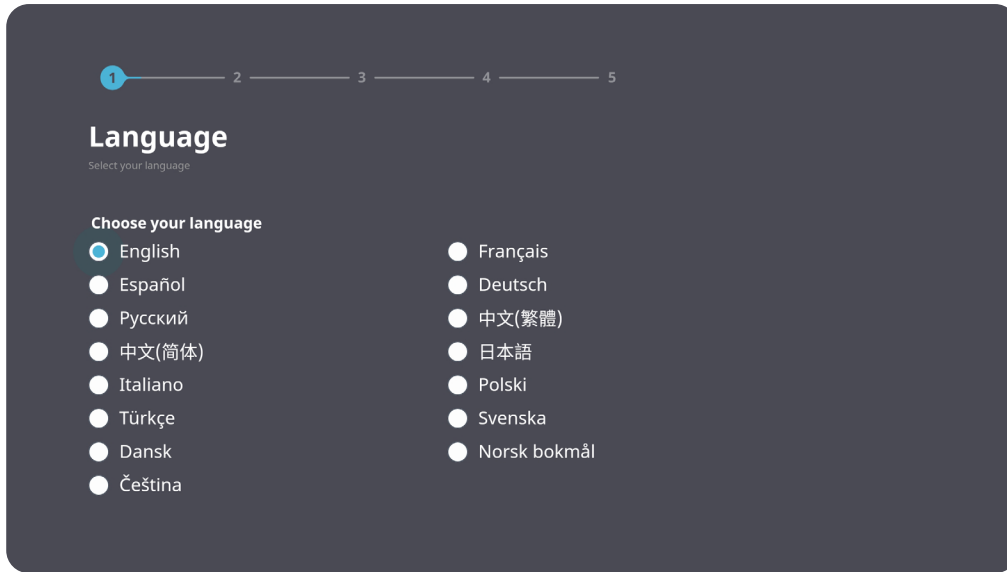 1 2 3 4 5
Language
Select your language
Choose your language
English Français
Español Deutsch
Русский 中文(繁體)
中文(简体) 日本語
Italiano Polski
Türkçe Svenska
Dansk Norsk bokmål
Čeština